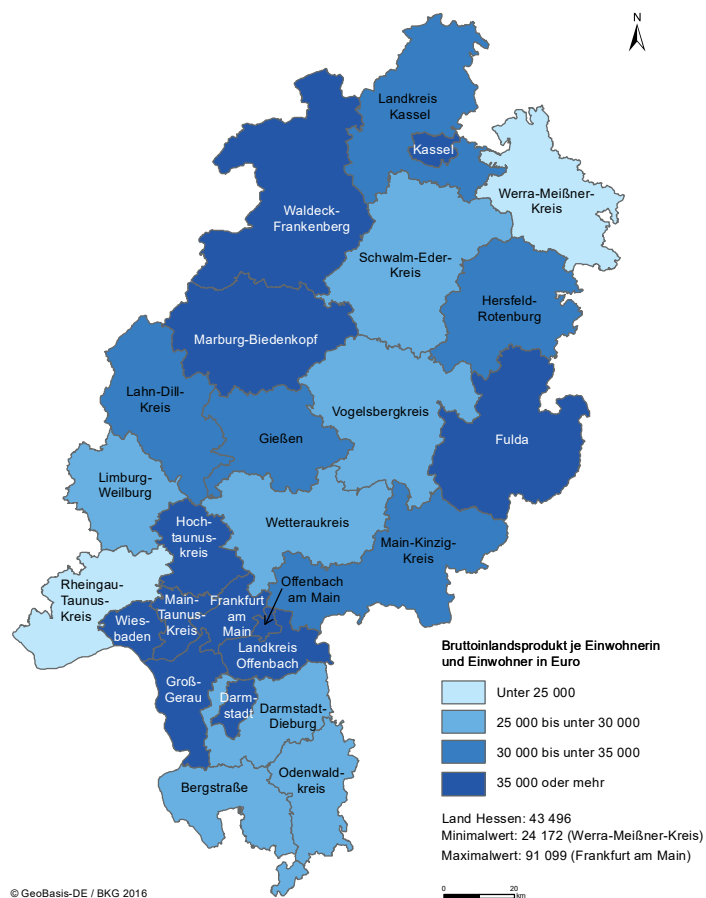 N
Landkreis
Kassel
Kassel
Werra-Meißner-
Kreis
Waldeck-
Frankenberg
Schwalm-Eder-
Kreis
Hersfeld-
Rotenburg
Marburg-Biedenkopf
Lahn-Dill-
Kreis
Vogelsbergkreis
Gießen
Fulda
Limburg-
Weilburg
Hoch-
taunus-
kreis
Wetteraukreis
Main-Kinzig-
Kreis
Rheingau-
Taunus-
Kreis
Offenbach
am Main
Main-
Taunus-
Kreis
Frankfurt
am
Main
Wies-
baden
Landkreis
Offenbach
Groß-
Gerau
Darm-
stadt
Darmstadt-
Dieburg
Odenwald-
kreis
Bergstraße
Bruttoinlandsprodukt je Einwohnerin
und Einwohner in Euro
Unter 25 000
25 000 bis unter 30 000
30 000 bis unter 35 000
35 000 oder mehr
Land Hessen: 43 496
Minimalwert: 24 172 (Werra-Meißner-Kreis)
Maximalwert: 91 099 (Frankfurt am Main)
0 20
km
© GeoBasis-DE / BKG 2016